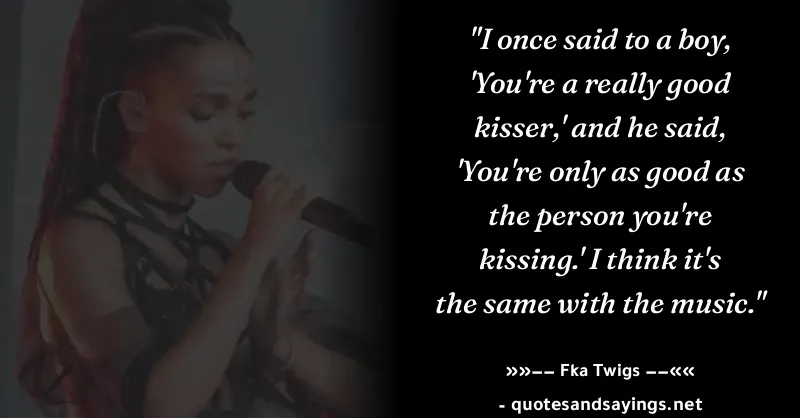 "I once said to a boy,
'You're a really good
kisser,' and he said,
'You're only as good as
the person you're
kissing.' I think it's
the same with the music."
»»−− Fka Twigs −−««
- quotesandsayings.net